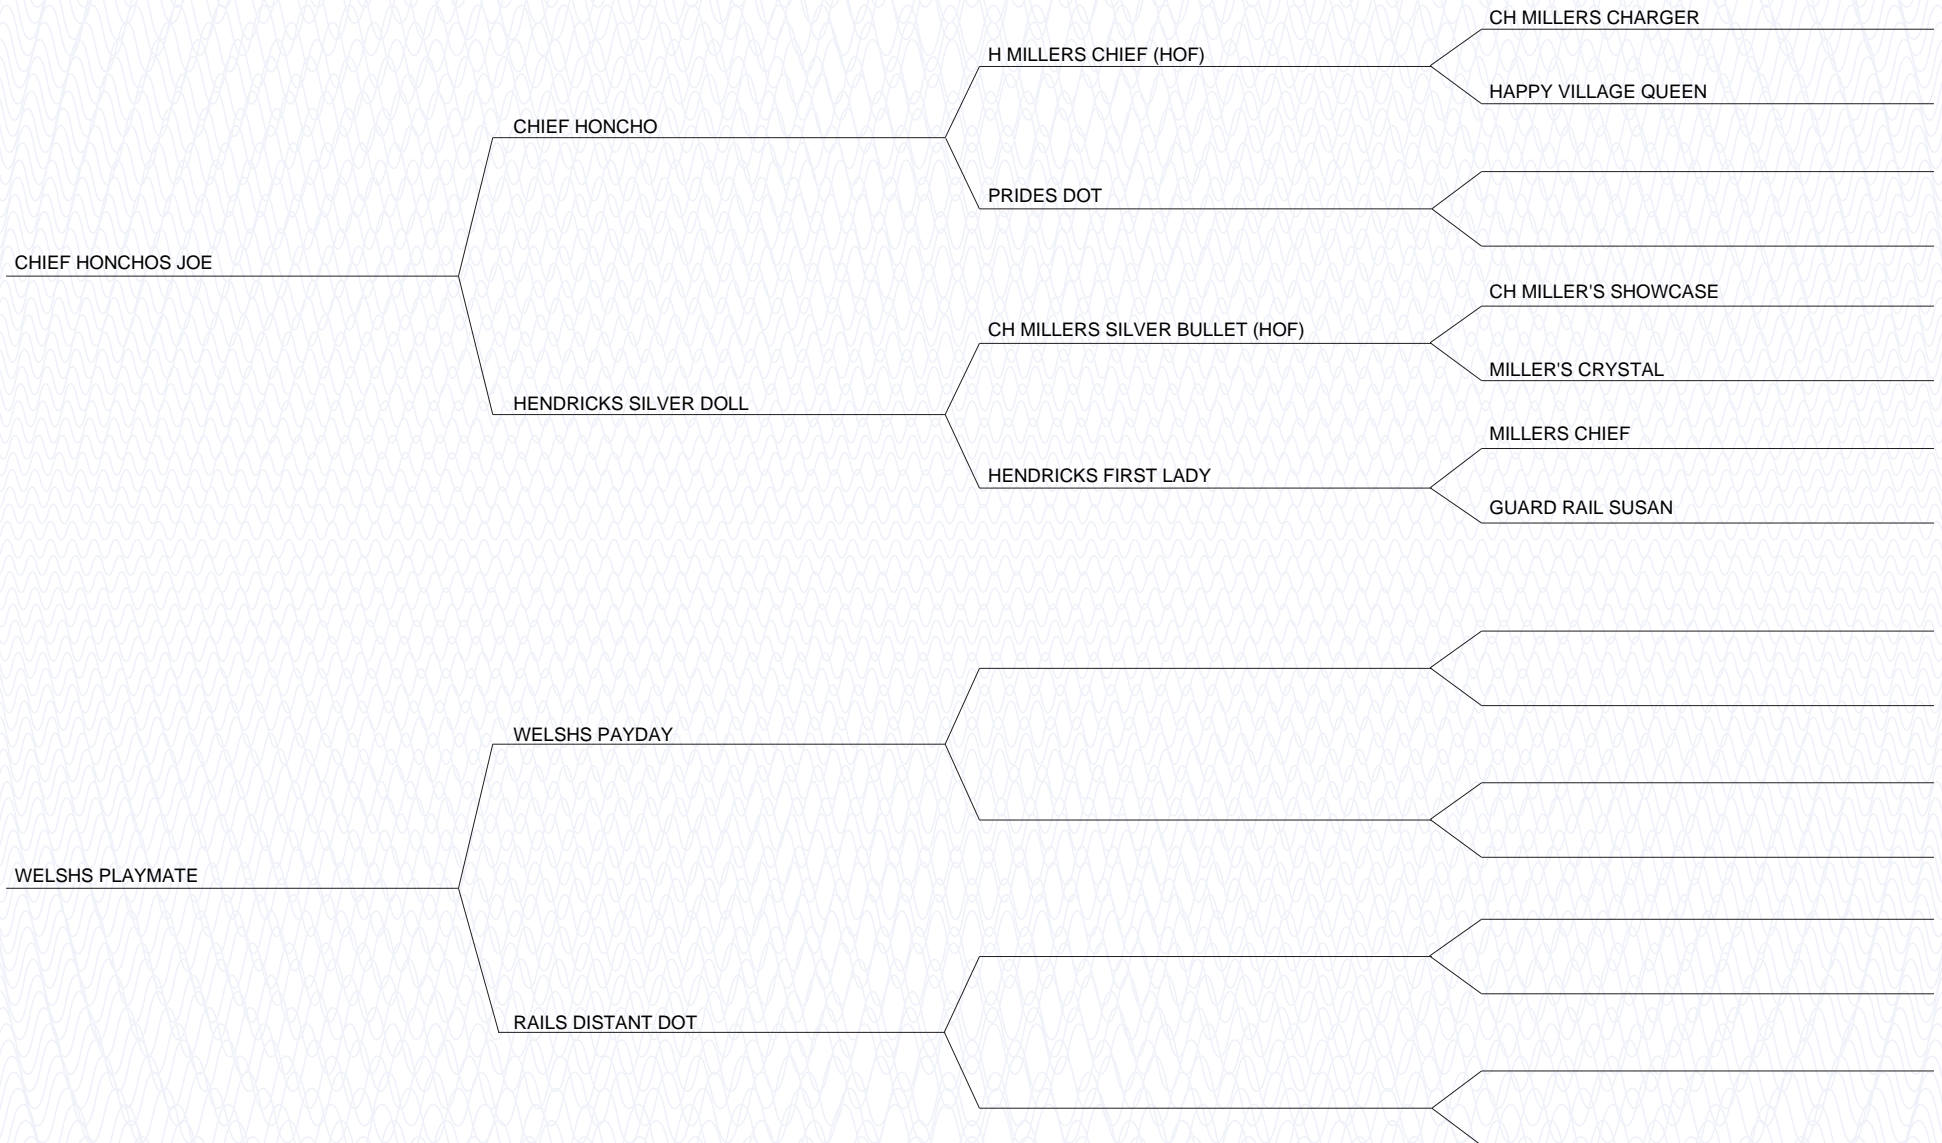 CH MILLERS CHARGER
H MILLERS CHIEF (HOF)
HAPPY VILLAGE QUEEN
CHIEF HONCHO
PRIDES DOT
CHIEF HONCHOS JOE
CH MILLER'S SHOWCASE
CH MILLERS SILVER BULLET (HOF)
MILLER'S CRYSTAL
HENDRICKS SILVER DOLL
MILLERS CHIEF
HENDRICKS FIRST LADY
GUARD RAIL SUSAN
WELSHS PAYDAY
WELSHS PLAYMATE
RAILS DISTANT DOT